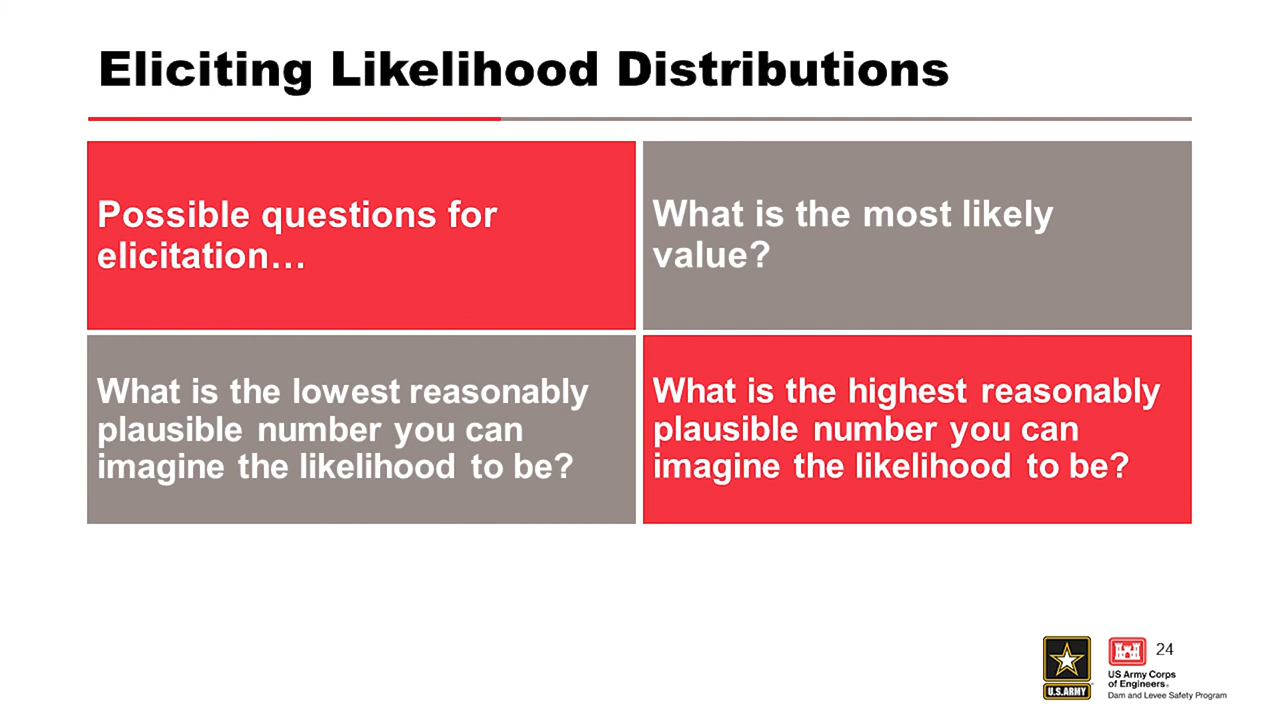 Eliciting Likelihood Distributions
Possible questions for
elicitation…
What is the most likely
value?
What is the lowest reasonably
plausible number you can
imagine the likelihood to be?
What is the highest reasonably
plausible number you can
imagine the likelihood to be?
24
U.S.ARMY
US Army Corps
of Engineers®
Dam and Levee Safety Program